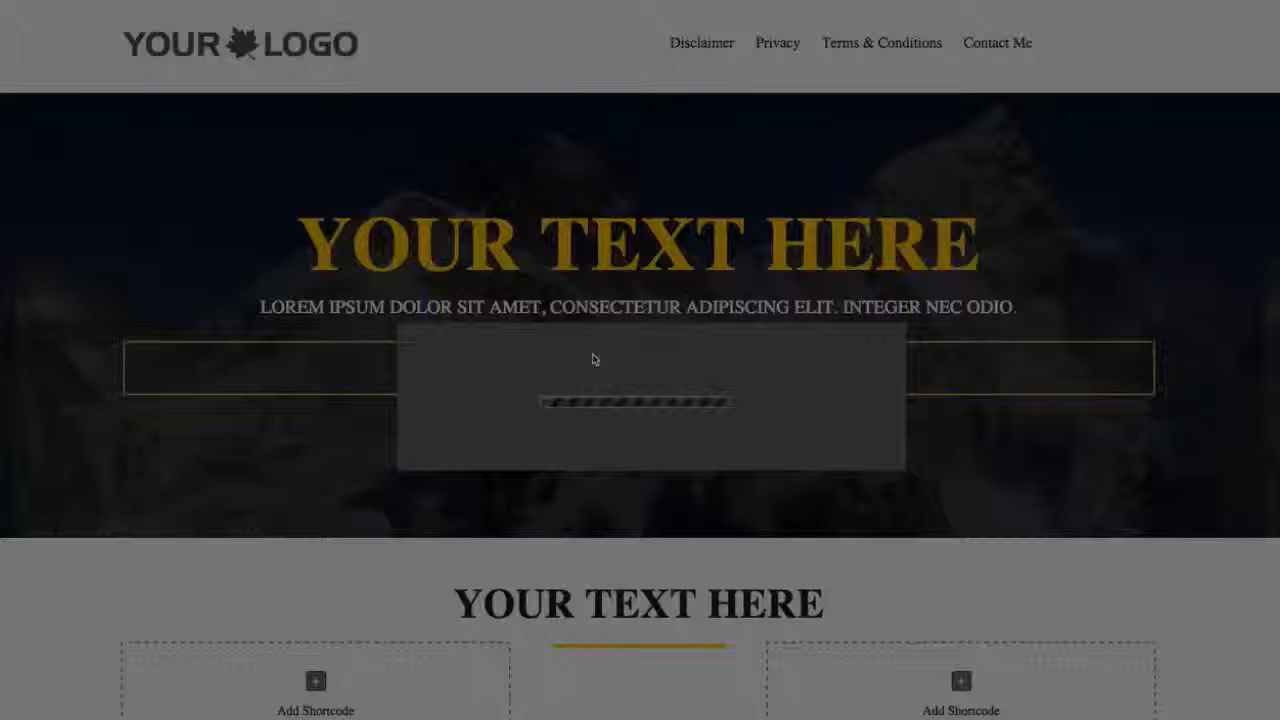 YOUR LOGO
Disclaimer Privacy Terms & Conditions Contact Me
YOUR TEXT HERE
LOREM IPSUM DOLOR SIT AMET, CONSECTETUR ADIPISCING ELIT. INTEGER NEC ODIO.
YOUR TEXT HERE
Add Shortcode
Add Shortcode